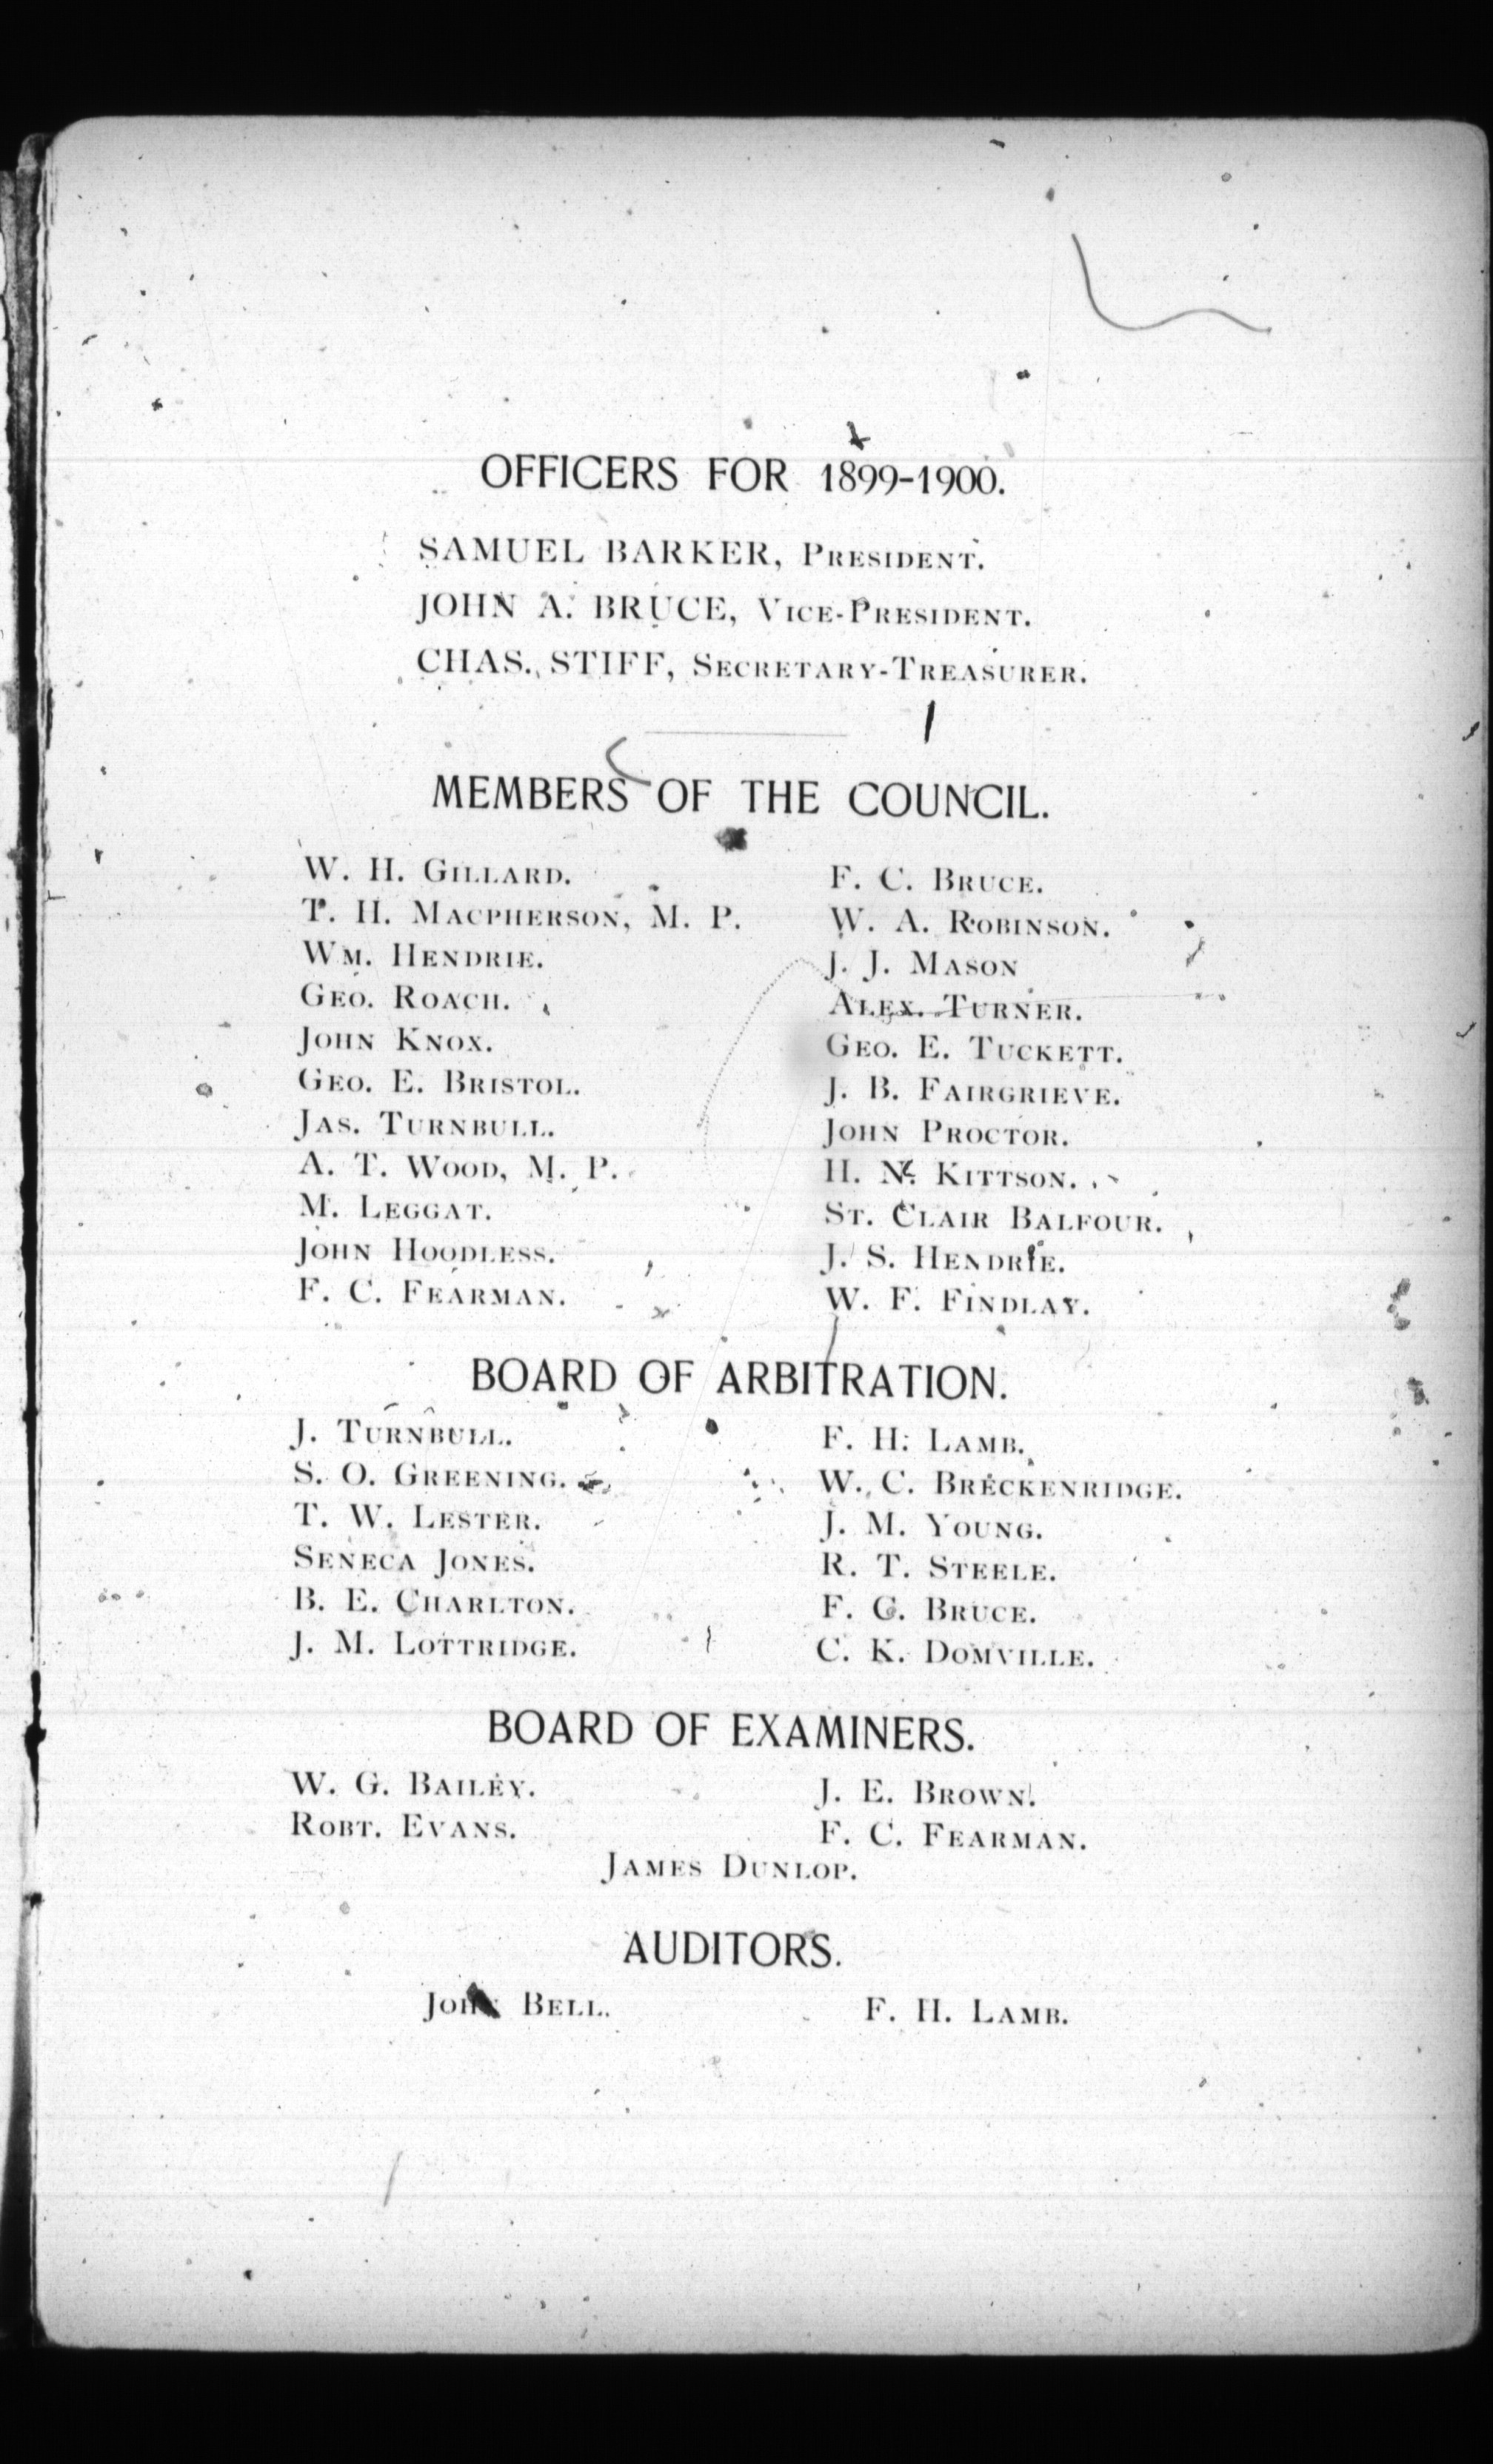 OFFICERS FOR 1899-1900.
SAMUEL BARKER, PRESIDENT.
JOHN A. BRUCE, VICE-PRESIDENT.
CHAS. STIFF, SECRETARY-TREASURER.
MEMBERS OF THE COUNCIL.
W. H. GILLARD.
T. H. MACPHERSON, M. P.
WM. HENDRIE.
GEO. ROACH.
JOHN KNOX.
GEO. E. BRISTOL.
JAS. TURNBULL.
A. T. WOOD, M. P.
M. LEGGAT.
JOHN HOODLESS.
F. C. FEARMAN.
F. C. BRUCE.
W. A. ROBINSON.
J. J. MASON
ALEX. TURNER.
GEO. E. TUCKETT.
J. B. FAIRGRIEVE.
JOHN PROCTOR.
H. N. KITTSON.
ST. CLAIR BALFOUR.
J. S. HENDRIE.
W. F. FINDLAY.
BOARD OF ARBITRATION.
J. TURNBULL.
S. O. GREENING.
T. W. LESTER.
SENECA JONES.
B. E. CHARLTON.
J. M. LOTTRIDGE.
F. H. LAMB.
W. C. BRECKENRIDGE.
J. M. YOUNG.
R. T. STEELE.
F. G. BRUCE.
C. K. DOMVILLE.
BOARD OF EXAMINERS.
W. G. BAILEY.
ROBT. EVANS.
J. E. BROWN.
F. C. FEARMAN.
JAMES DUNLOP.
AUDITORS.
JOHN BELL.
F. H. LAMB.